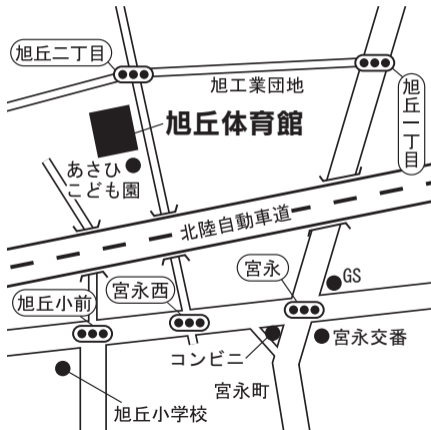 旭丘二丁目
旭工業団地
旭丘一丁目
旭丘体育館
あさひ
こども園
北陸自動車道
宮永
GS
宮永西
旭丘小前
宮永交番
コンビニ
宮永町
旭丘小学校